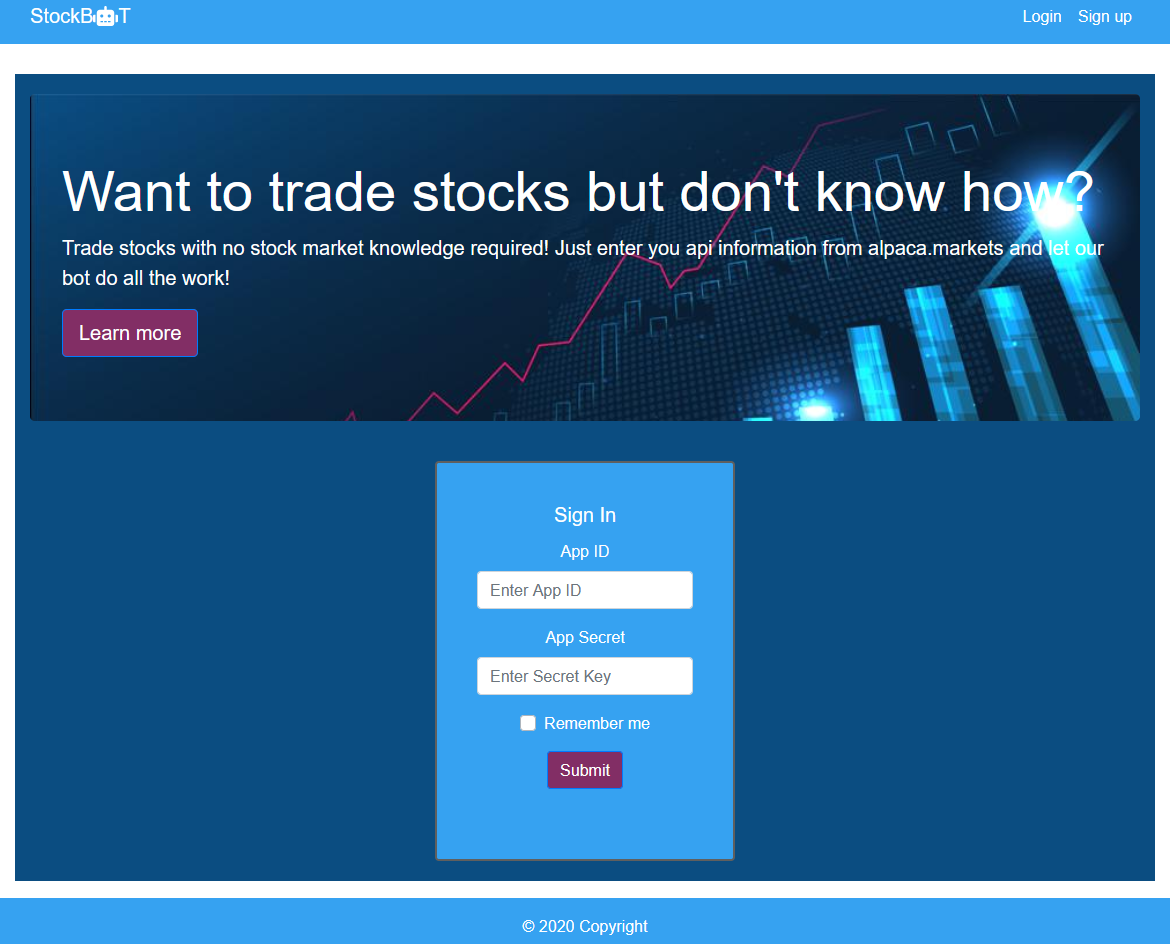 StockBOT
Login Sign up
Want to trade stocks but don't know how?
Trade stocks with no stock market knowledge required! Just enter you api information from alpaca.markets and let our
bot do all the work!
Learn more
Sign In
App ID
Enter App ID
App Secret
Enter Secret Key
Remember me
Submit
© 2020 Copyright